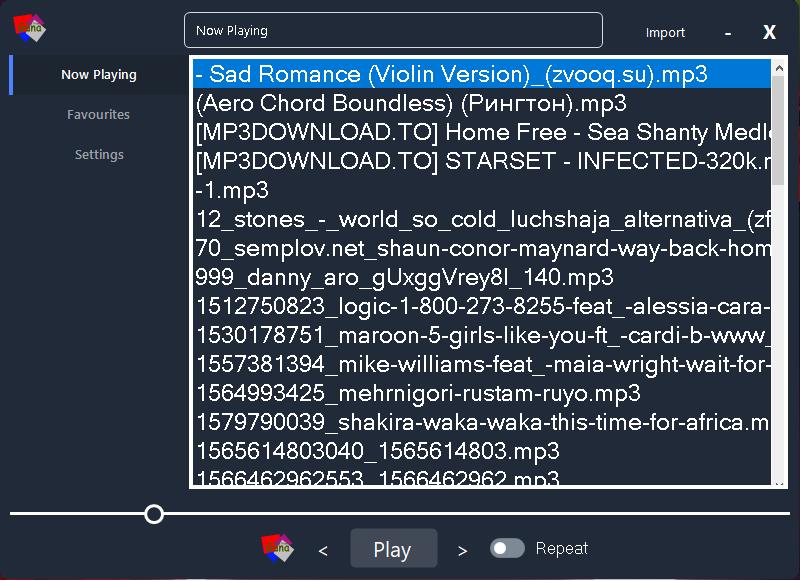 Now Playing
Import
-
X
Now Playing
Favourites
Settings
- Sad Romance (Violin Version)_(zvooq.su).mp3
(Aero Chord Boundless) (Рингтон).mp3
[MP3DOWNLOAD.TO] Home Free - Sea Shanty Medl
[MP3DOWNLOAD.TO] STARSET - INFECTED-320k.
-1.mp3
12_stones_-_world_so_cold_luchshaja_alternativa_(zf
70_semplov.net_shaun-conor-maynard-way-back-hom
999_danny_aro_gUxggVrey8I_140.mp3
1512750823_logic-1-800-273-8255-feat_-alessia-cara-
1530178751_maroon-5-girls-like-you-ft_-cardi-b-www_
1557381394_mike-williams-feat_-maia-wright-wait-for-
1564993425_mehrnigori-rustam-ruyo.mp3
1579790039_shakira-waka-waka-this-time-for-africa.m
1565614803040_1565614803.mp3
1566462962553_1566462962.mp3
< Play > Repeat